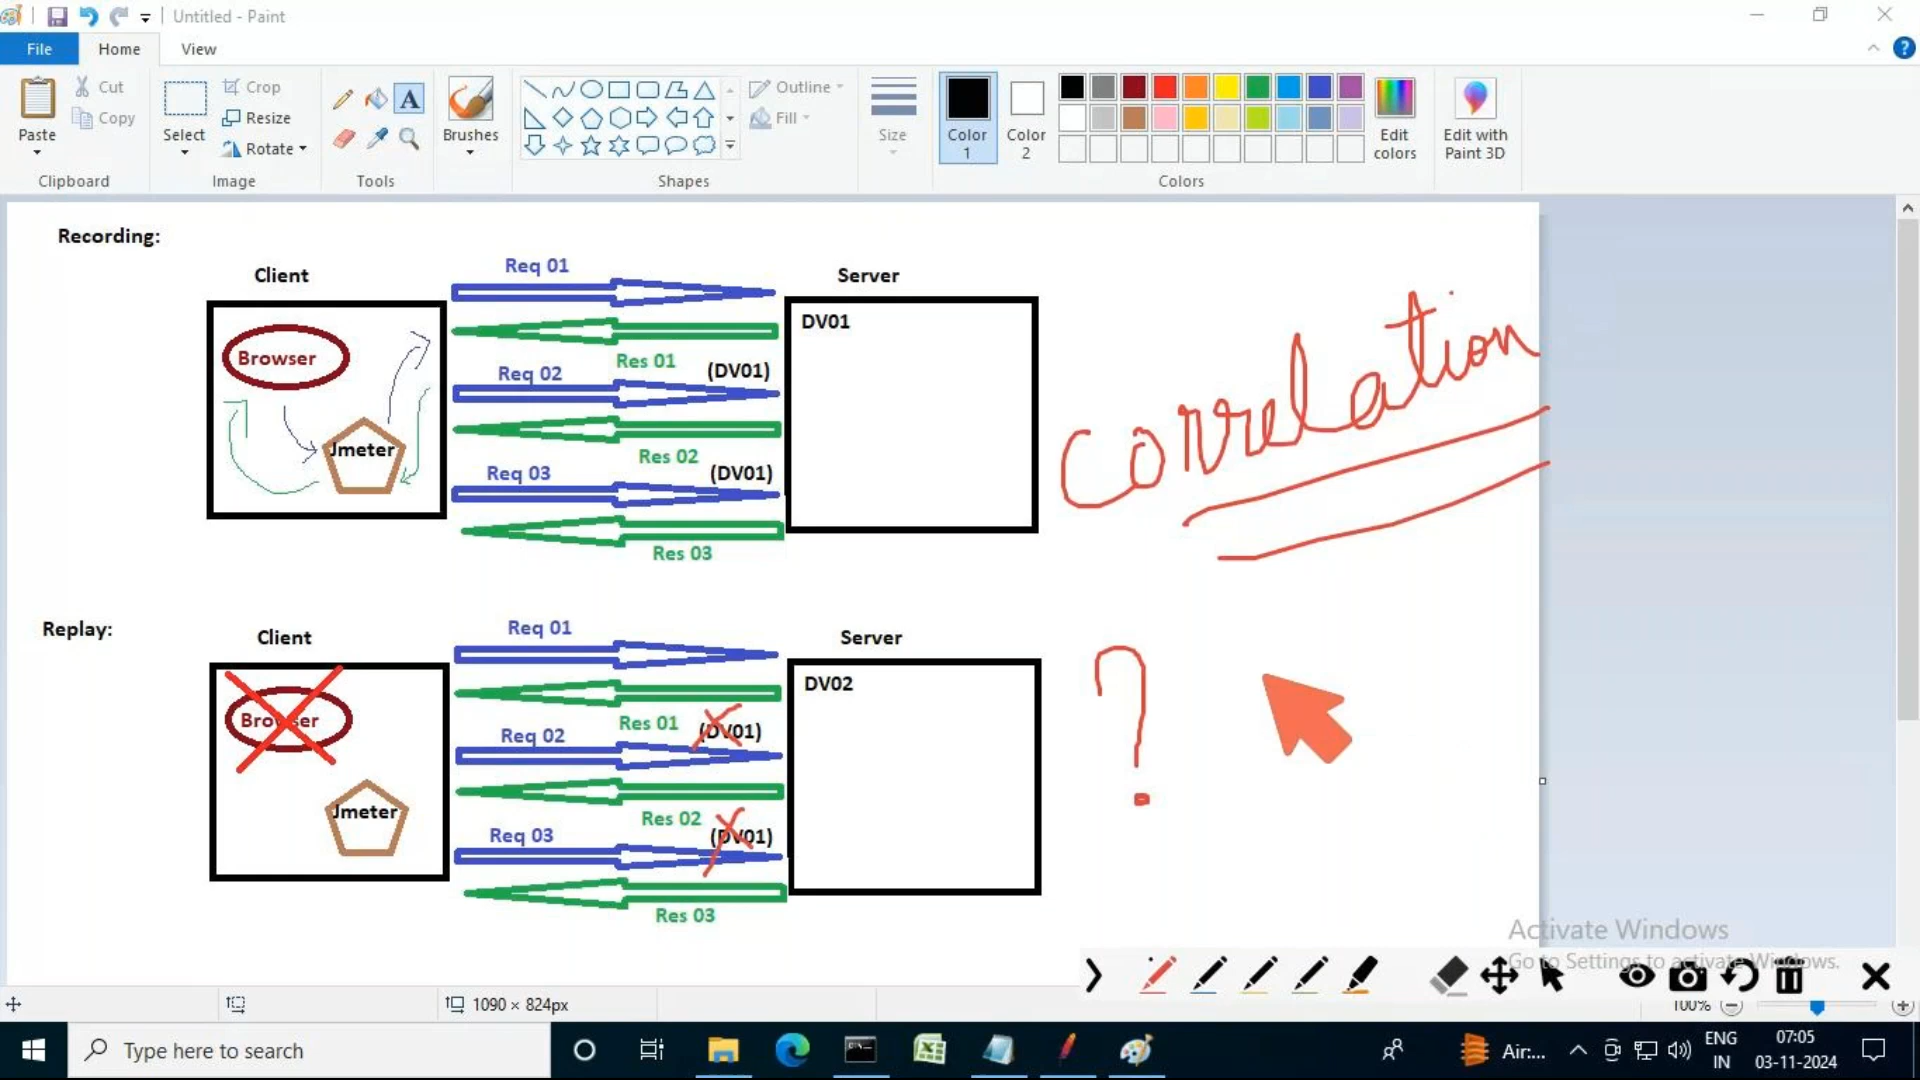 Untitled - Paint
File Home View
Cut
Crop
Outline
Copy
Resize
Fill
Paste
Select
Rotate
Brushes
Size
Color 1
Color 2
Edit colors
Edit with Paint 3D
Clipboard
Image
Tools
A
Shapes
Colors
Recording:
Client
Req 01
Server
DV01
Browser
Res 01
(DV01)
Req 02
Jmeter
Res 02
(DV01)
Req 03
Res 03
Correlation
Replay:
Client
Req 01
Server
DV02
Browser
Res 01
(DV01)
Req 02
Jmeter
Res 02
(DV01)
Req 03
Res 03
?
Activate Windows
Go to Settings to activate Windows.
1090 × 824px
100%
Type here to search
Air:...
ENG
IN
07:05
03-11-2024